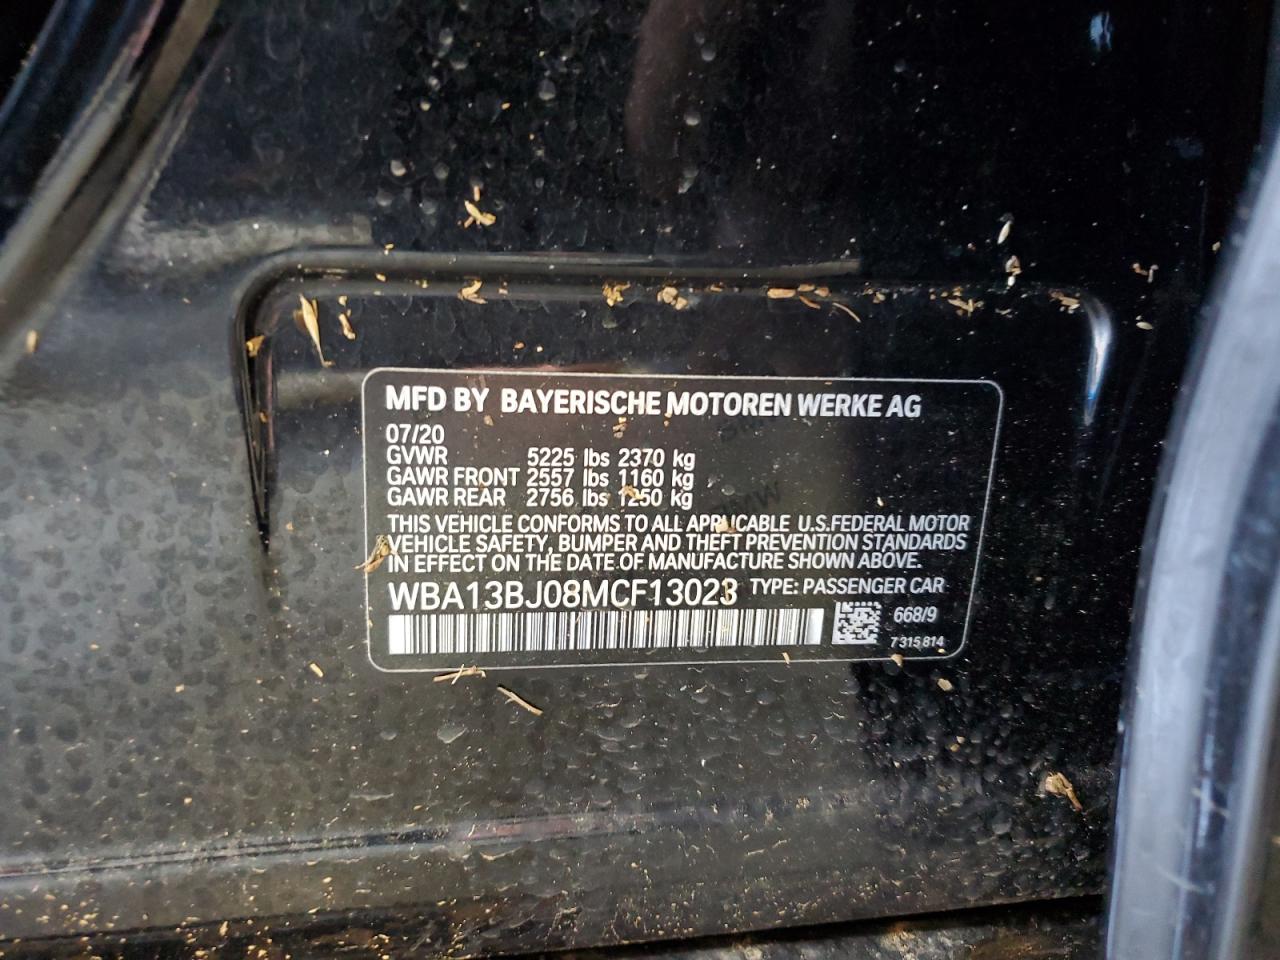 MFD BY BAYERISCHE MOTOREN WERKE AG
07/20
GVWR 5225 lbs 2370 kg
GAWR FRONT 2557 lbs 1160 kg
GAWR REAR 2756 lbs 1250 kg
THIS VEHICLE CONFORMS TO ALL APPLICABLE U.S.FEDERAL MOTOR
VEHICLE SAFETY, BUMPER AND THEFT PREVENTION STANDARDS
IN EFFECT ON THE DATE OF MANUFACTURE SHOWN ABOVE.
WBA13BJ08MCF13023 TYPE: PASSENGER CAR
668/9
7 315 814